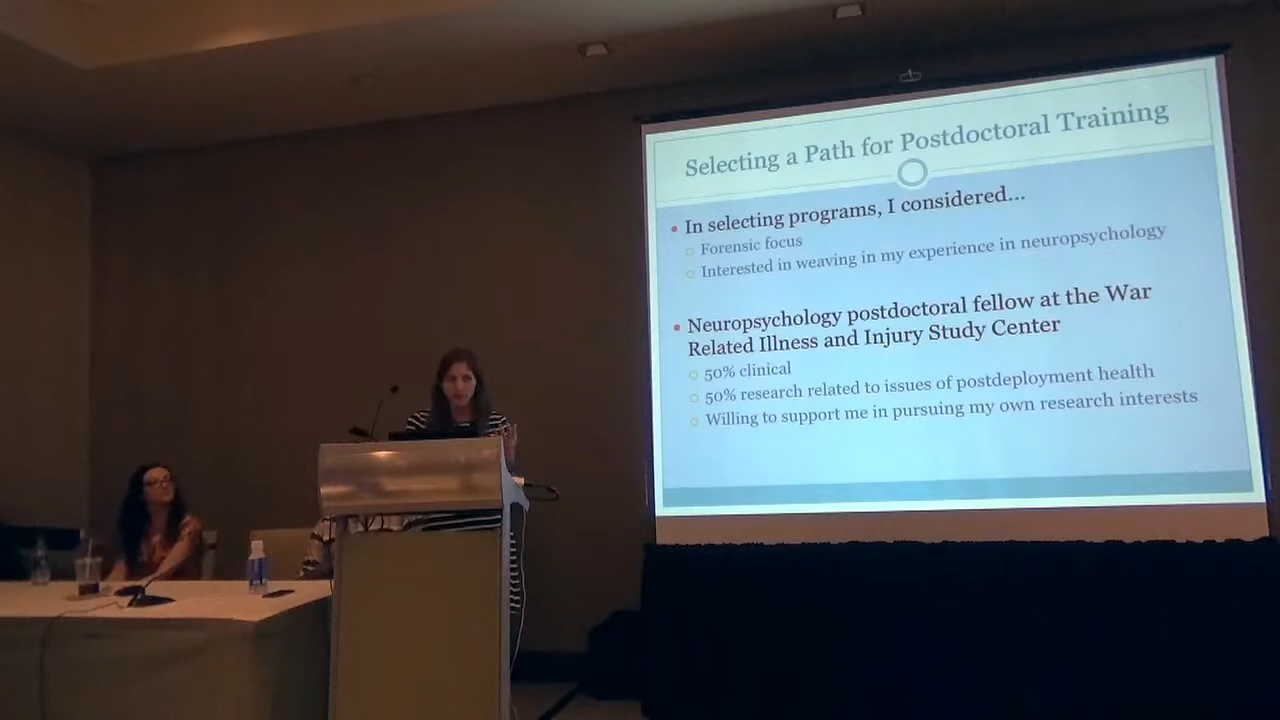 Selecting a Path for Postdoctoral Training
In selecting programs, I considered...
Forensic focus
Interested in weaving in my experience in neuropsychology
Neuropsychology postdoctoral fellow at the War
Related Illness and Injury Study Center
50% clinical
50% research related to issues of postdeployment health
Willing to support me in pursuing my own research interests